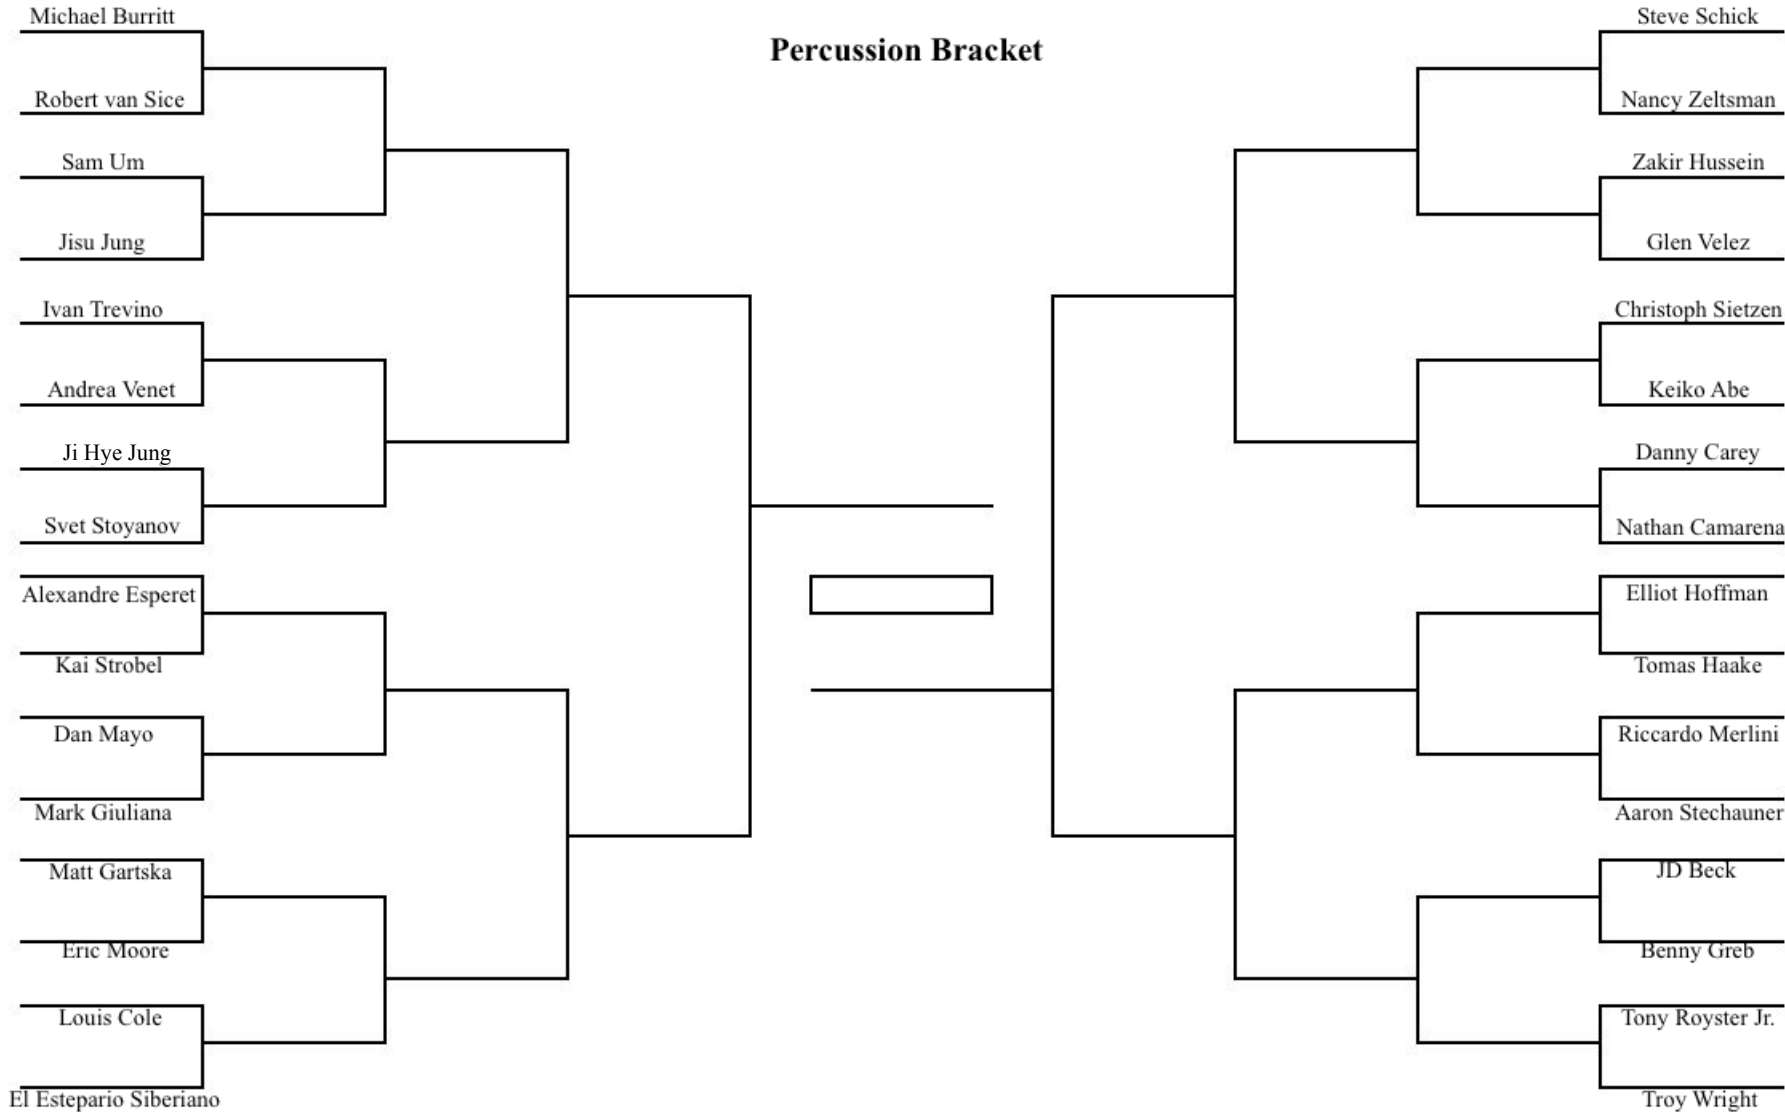 Percussion Bracket
Michael Burritt
Robert van Sice
Sam Um
Jisu Jung
Ivan Trevino
Andrea Venet
Ji Hye Jung
Svet Stoyanov
Alexandre Esperet
Kai Strobel
Dan Mayo
Mark Giuliana
Matt Gartska
Eric Moore
Louis Cole
El Estepario Siberiano
Steve Schick
Nancy Zeltsman
Zakir Hussein
Glen Velez
Christoph Sietzen
Keiko Abe
Danny Carey
Nathan Camarena
Elliot Hoffman
Tomas Haake
Riccardo Merlini
Aaron Stechauner
JD Beck
Benny Greb
Tony Royster Jr.
Troy Wright